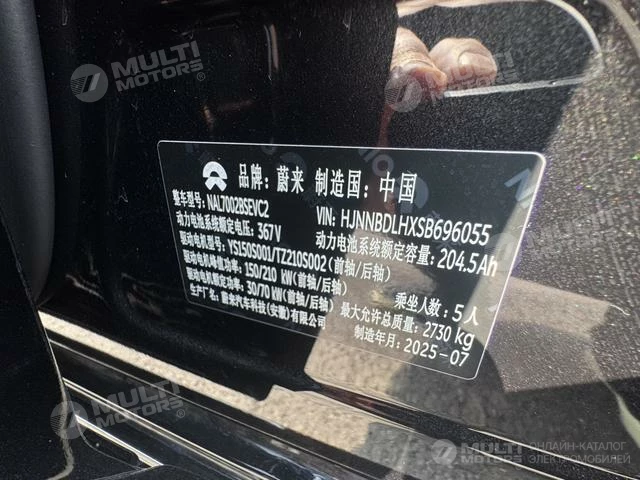 MULTI
MOTORS
MULTI
MOTORS
品牌: 蔚来 制造国: 中国
整车型号: NAL7002BSEVC2 VIN: HJNNBDLHXSB696055
动力电池系统额定电压: 367V 动力电池系统额定容量: 204.5Ah
驱动电机型号: YS150S001/TZ210S002(前轴/后轴)
驱动电机峰值功率: 150/210 kW(前轴/后轴) 乘坐人数: 5人
驱动电机额定功率: 30/70 kW(前轴/后轴) 最大允许总质量: 2730 kg
生产厂名: 蔚来汽车科技(安徽)有限公司 制造年月: 2025-07
MULTI
MOTORS
MULTI
MOTORS
ОНЛАЙН-КАТАЛОГ
ЭЛЕКТРОМОБИЛЕЙ